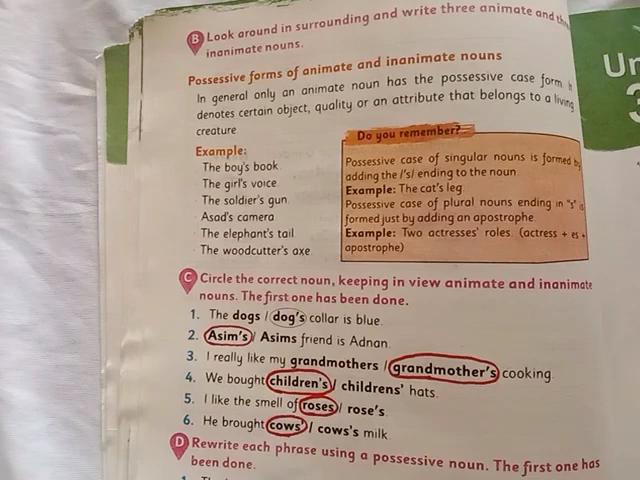 B Look around in surrounding and write three animate and
inanimate nouns.
Possessive forms of animate and inanimate nouns
In general only an animate noun has the possessive case form. It
denotes certain object, quality or an attribute that belongs to a living
creature.
Example:
The boy's book.
The girl's voice.
The soldier's gun.
Asad's camera
The elephant's tail
The woodcutter's axe
Do you remember?
Possessive case of singular nouns is formed by
adding the /'s/ ending to the noun.
Example: The cat's leg.
Possessive case of plural nouns ending in "s" is
formed just by adding an apostrophe.
Example: Two actresses' roles. (actress + es +
apostrophe)
C Circle the correct noun, keeping in view animate and inanimate
nouns. The first one has been done.
1. The dogs / dog's collar is blue.
2. Asim's / Asims friend is Adnan.
3. I really like my grandmothers / grandmother's cooking.
4. We bought children's / childrens' hats.
5. I like the smell of roses / rose's.
6. He brought cows' / cows's milk
D Rewrite each phrase using a possessive noun. The first one has
been done.
3